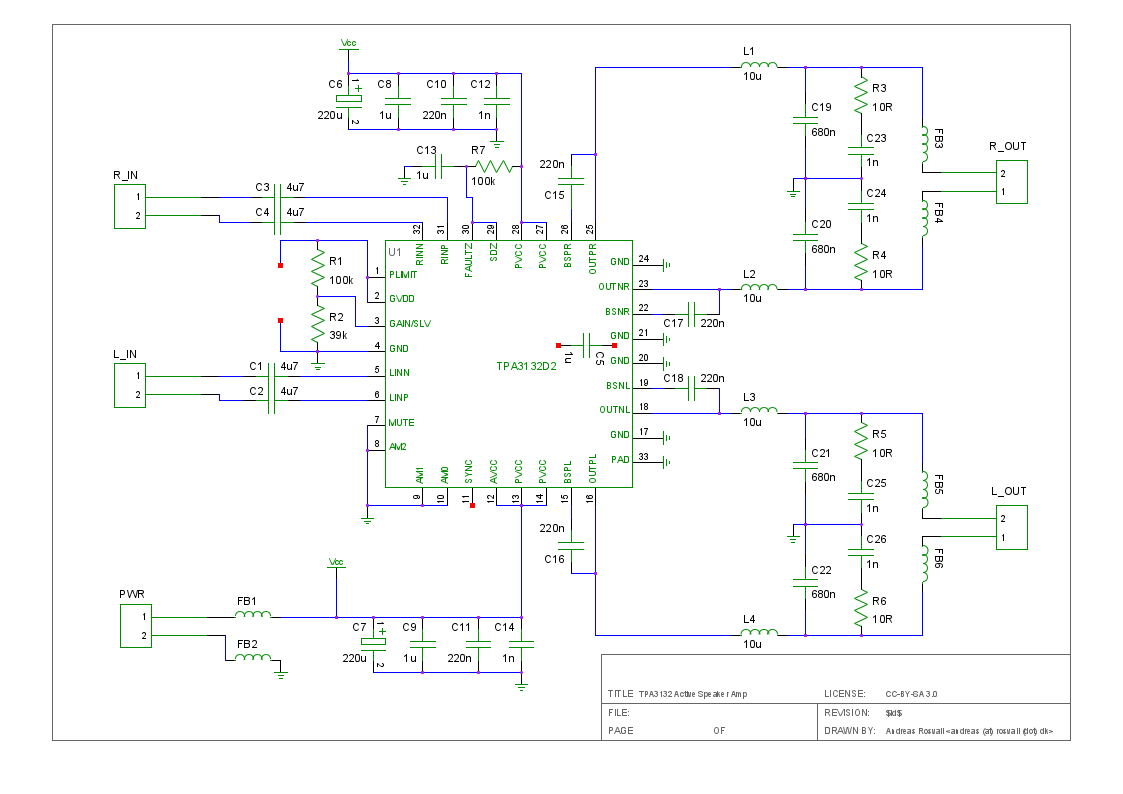 Vcc
C6
1
+
220u
2
C8
1u
C10
220n
C12
1n
C13
1u
R7
100k
R_IN
1
2
C3 4u7
C4 4u7
32
31
30
29
28
27
26
25
RINN
RINP
FAULTZ
SDZ
PVCC
PVCC
BSPR
OUTPR
220n
C15
U1
TPA3132D2
1 PLIMIT
2 GVDD
3 GAIN/SLV
4 GND
5 LINN
6 LINP
7 MUTE
8 AM2
R1
100k
R2
39k
L_IN
1
2
C1 4u7
C2 4u7
GND 24
OUTNR 23
BSNR 22
GND 21
GND 20
BSNL 19
OUTNL 18
GND 17
PAD 33
1u
C5
C17 220n
C18 220n
AM1
AM0
SYNC
AVCC
PVCC
PVCC
BSPL
OUTPL
9
10
11
12
13
14
15
16
220n
C16
L1
10u
C19
680n
R3
10R
C23
1n
C24
1n
C20
680n
R4
10R
L2
10u
FB3
FB4
R_OUT
2
1
L3
10u
C21
680n
R5
10R
C25
1n
C26
1n
C22
680n
R6
10R
L4
10u
FB5
FB6
L_OUT
2
1
Vcc
PWR
1
2
FB1
FB2
C7
1
+
220u
2
C9
1u
C11
220n
C14
1n
TITLE TPA3132 Active Speaker Amp
LICENSE: CC-BY-SA 3.0
FILE:
REVISION: $Id$
PAGE OF
DRAWN BY: Andreas Rosvall <andreas (at) rosvall (dot) dk>